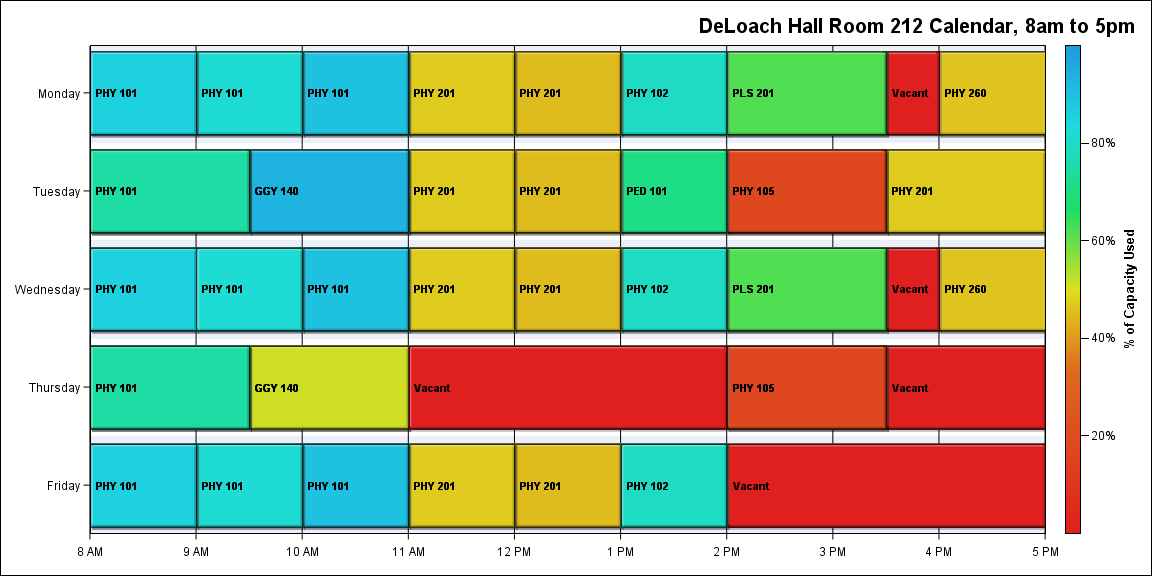 DeLoach Hall Room 212 Calendar, 8am to 5pm
Monday PHY 101 PHY 101 PHY 101 PHY 201 PHY 201 PHY 102 PLS 201 Vacant PHY 260
80%
Tuesday PHY 101 GGY 140 PHY 201 PHY 201 PED 101 PHY 105 PHY 201
60%
Wednesday PHY 101 PHY 101 PHY 101 PHY 201 PHY 201 PHY 102 PLS 201 Vacant PHY 260
% of Capacity Used
40%
Thursday PHY 101 GGY 140 Vacant PHY 105 Vacant
20%
Friday PHY 101 PHY 101 PHY 101 PHY 201 PHY 201 PHY 102 Vacant
8 AM 9 AM 10 AM 11 AM 12 PM 1 PM 2 PM 3 PM 4 PM 5 PM